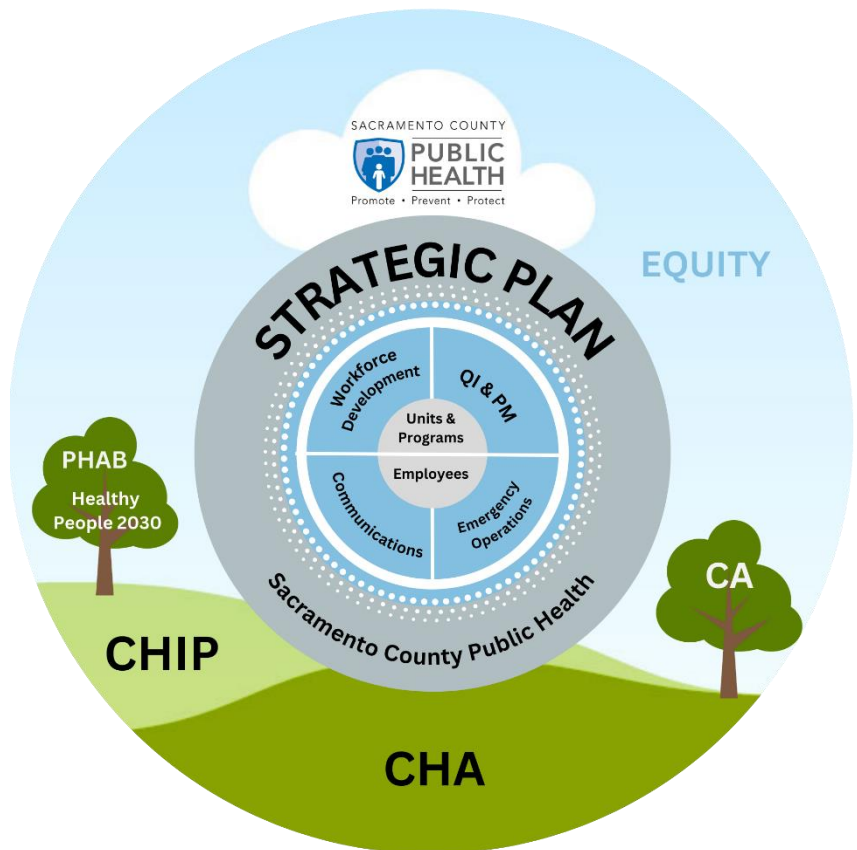 SACRAMENTO COUNTY
PUBLIC
HEALTH
Promote • Prevent • Protect
EQUITY
STRATEGIC PLAN
Workforce
Development
QI & PM
Units &
Programs
Employees
Communications
Emergency
Operations
Sacramento County Public Health
PHAB
Healthy
People 2030
CA
CHIP
CHA